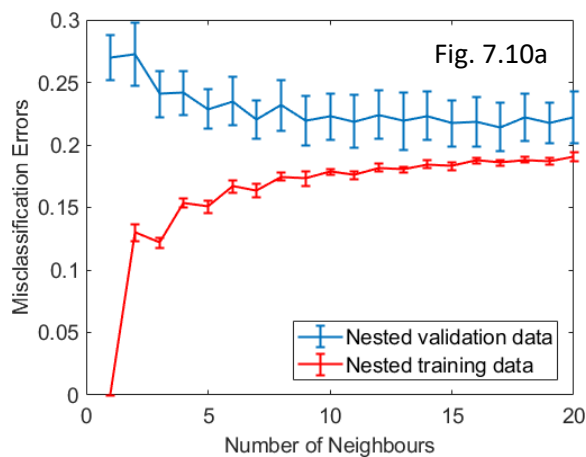 0.3
0.25
0.2
0.15
0.1
0.05
0
Misclassification Errors
Fig. 7.10a
Nested validation data
Nested training data
0 5 10 15 20
Number of Neighbours